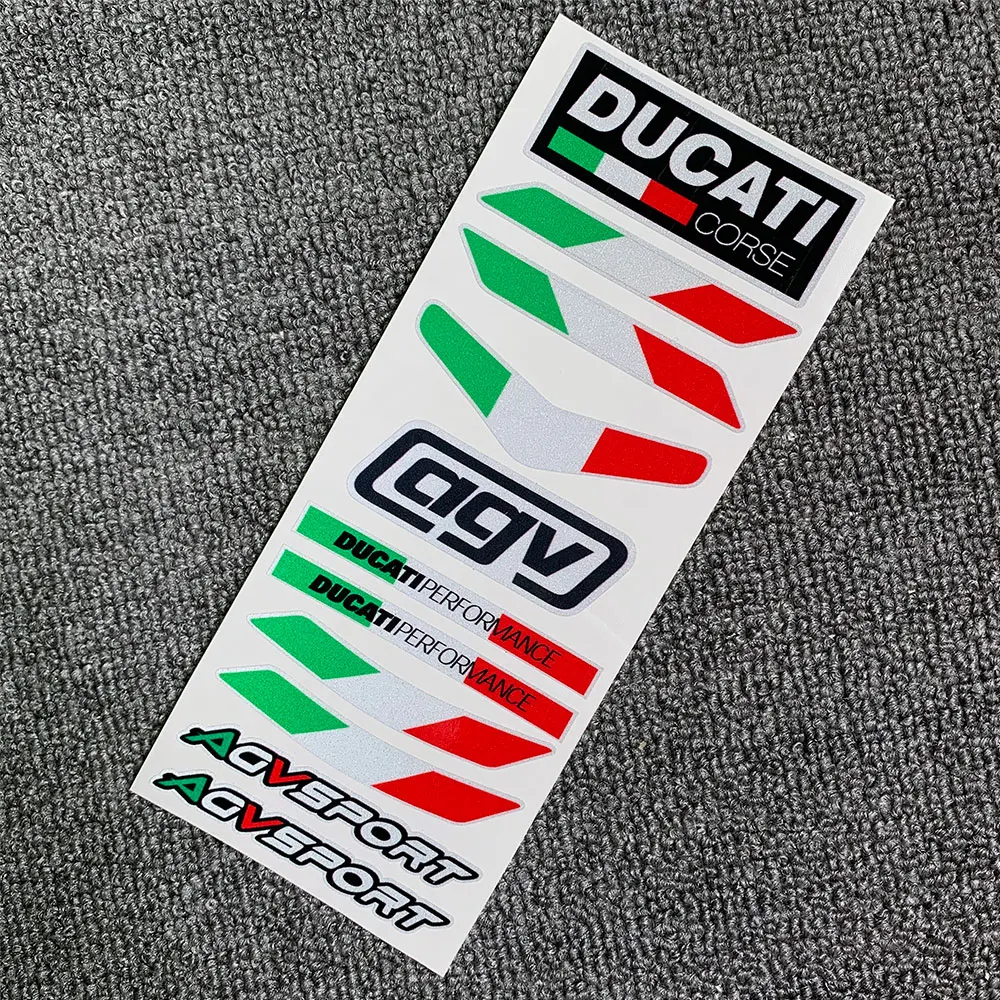 DUCATI
CORSE
agv
DUCATIPERFORMANCE
DUCATIPERFORMANCE
AGVSPORT
AGVSPORT